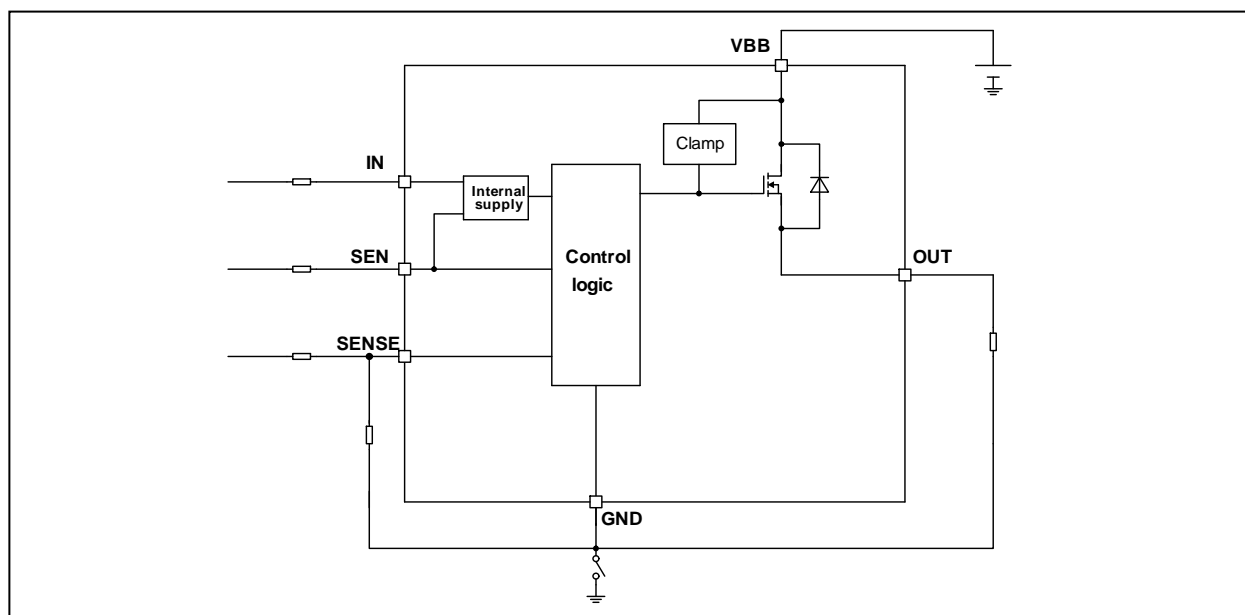 VBB
Clamp
IN
Internal
supply
SEN
Control
logic
OUT
SENSE
GND